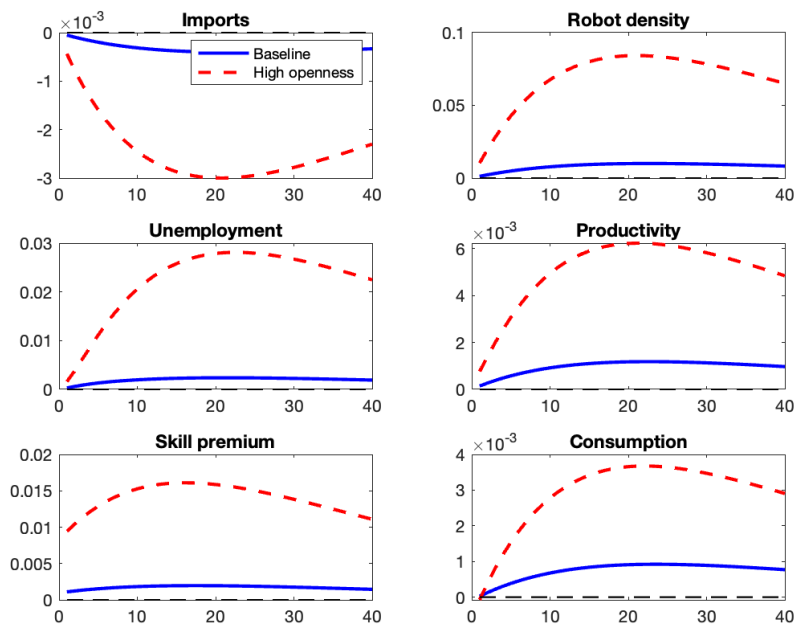 Imports
×10⁻³
0
-1
-2
-3
0 10 20 30 40
Baseline
High openness
Robot density
0.1
0.05
0
0 10 20 30 40
Unemployment
0.03
0.02
0.01
0
0 10 20 30 40
Productivity
×10⁻³
6
4
2
0
0 10 20 30 40
Skill premium
0.02
0.015
0.01
0.005
0
0 10 20 30 40
Consumption
×10⁻³
4
3
2
1
0
0 10 20 30 40